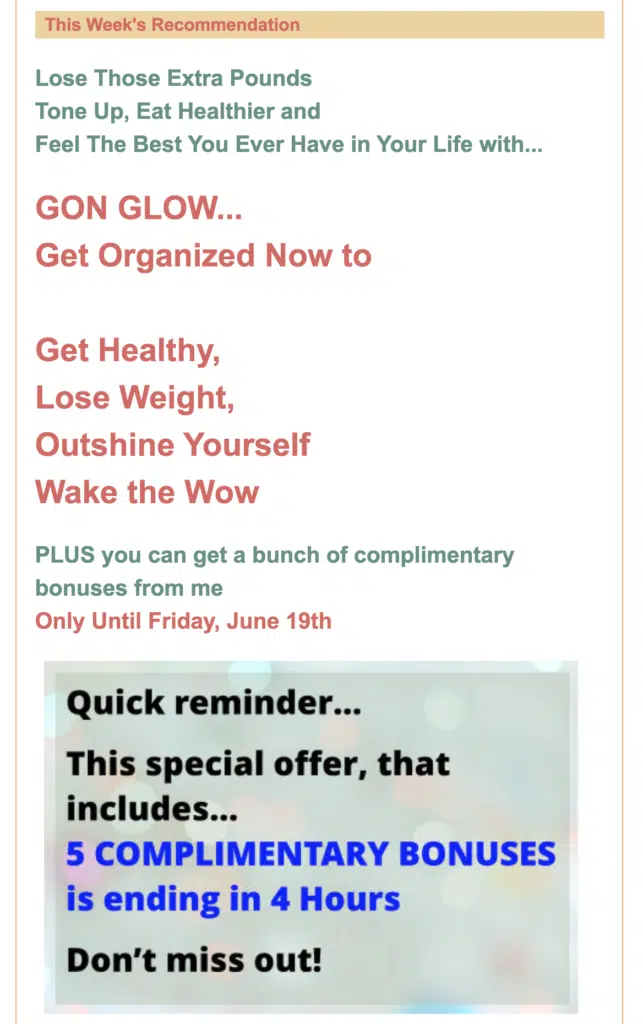 This Week's Recommendation
Lose Those Extra Pounds
Tone Up, Eat Healthier and
Feel The Best You Ever Have in Your Life with...
GON GLOW...
Get Organized Now to
Get Healthy,
Lose Weight,
Outshine Yourself
Wake the Wow
PLUS you can get a bunch of complimentary
bonuses from me
Only Until Friday, June 19th
Quick reminder...
This special offer, that
includes...
5 COMPLIMENTARY BONUSES
is ending in 4 Hours
Don’t miss out!